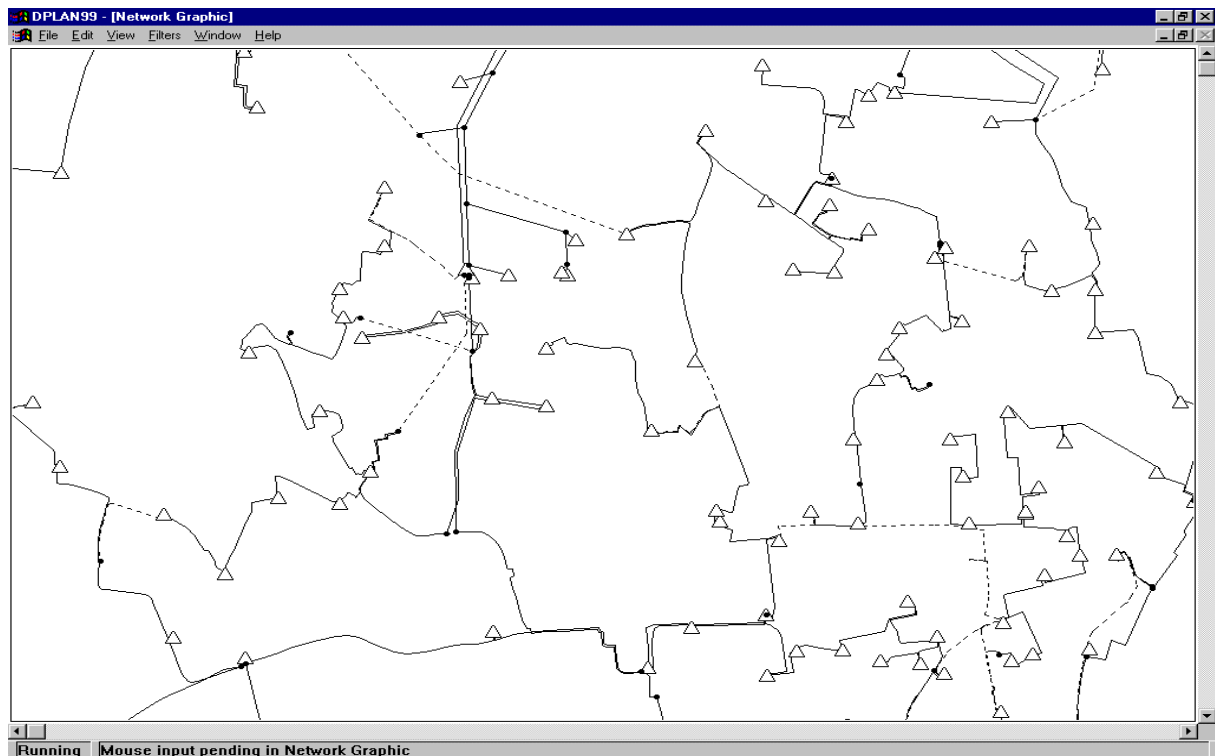 DPLAN99 - [Network Graphic]
File Edit View Filters Window Help
Running Mouse input pending in Network Graphic